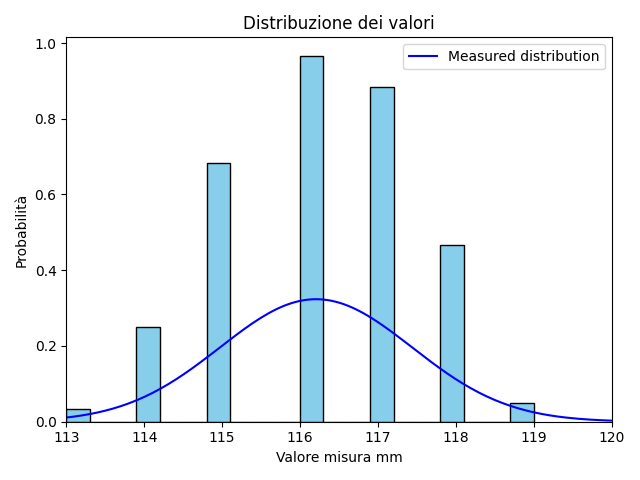 Distribuzione dei valori
Measured distribution
1.0
0.8
0.6
0.4
0.2
0.0
Probabilità
113 114 115 116 117 118 119 120
Valore misura mm